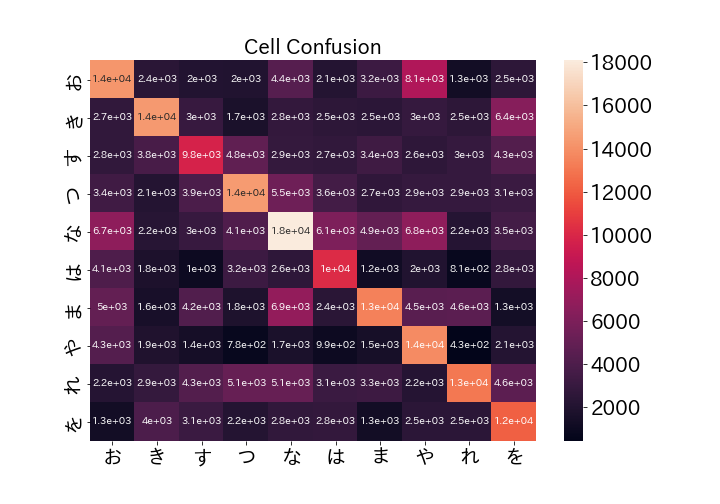 Cell Confusion
お 1.4e+04 2.4e+03 2e+03 2e+03 4.4e+03 2.1e+03 3.2e+03 8.1e+03 1.3e+03 2.5e+03
き 2.7e+03 1.4e+04 3e+03 1.7e+03 2.8e+03 2.5e+03 2.5e+03 3e+03 2.5e+03 6.4e+03
す 2.8e+03 3.8e+03 9.8e+03 4.8e+03 2.9e+03 2.7e+03 3.4e+03 2.6e+03 3e+03 4.3e+03
つ 3.4e+03 2.1e+03 3.9e+03 1.4e+04 5.5e+03 3.6e+03 2.7e+03 2.9e+03 2.9e+03 3.1e+03
な 6.7e+03 2.2e+03 3e+03 4.1e+03 1.8e+04 6.1e+03 4.9e+03 6.8e+03 2.2e+03 3.5e+03
は 4.1e+03 1.8e+03 1e+03 3.2e+03 2.6e+03 1e+04 1.2e+03 2e+03 8.1e+02 2.8e+03
ま 5e+03 1.6e+03 4.2e+03 1.8e+03 6.9e+03 2.4e+03 1.3e+04 4.5e+03 4.6e+03 1.3e+03
や 4.3e+03 1.9e+03 1.4e+03 7.8e+02 1.7e+03 9.9e+02 1.5e+03 1.4e+04 4.3e+02 2.1e+03
れ 2.2e+03 2.9e+03 4.3e+03 5.1e+03 5.1e+03 3.1e+03 3.3e+03 2.2e+03 1.3e+04 4.6e+03
を 1.3e+03 4e+03 3.1e+03 2.2e+03 2.8e+03 2.8e+03 1.3e+03 2.5e+03 2.5e+03 1.2e+04
お き す つ な は ま や れ を
18000
16000
14000
12000
10000
8000
6000
4000
2000